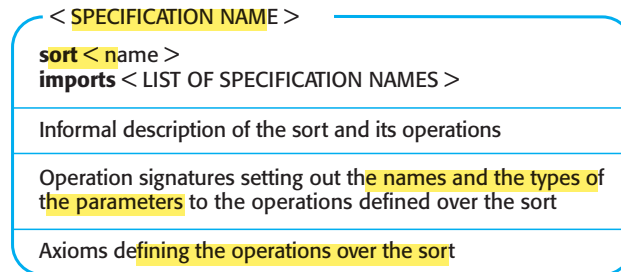 < SPECIFICATION NAME >
sort < name >
imports < LIST OF SPECIFICATION NAMES >
Informal description of the sort and its operations
Operation signatures setting out the names and the types of
the parameters to the operations defined over the sort
Axioms defining the operations over the sort